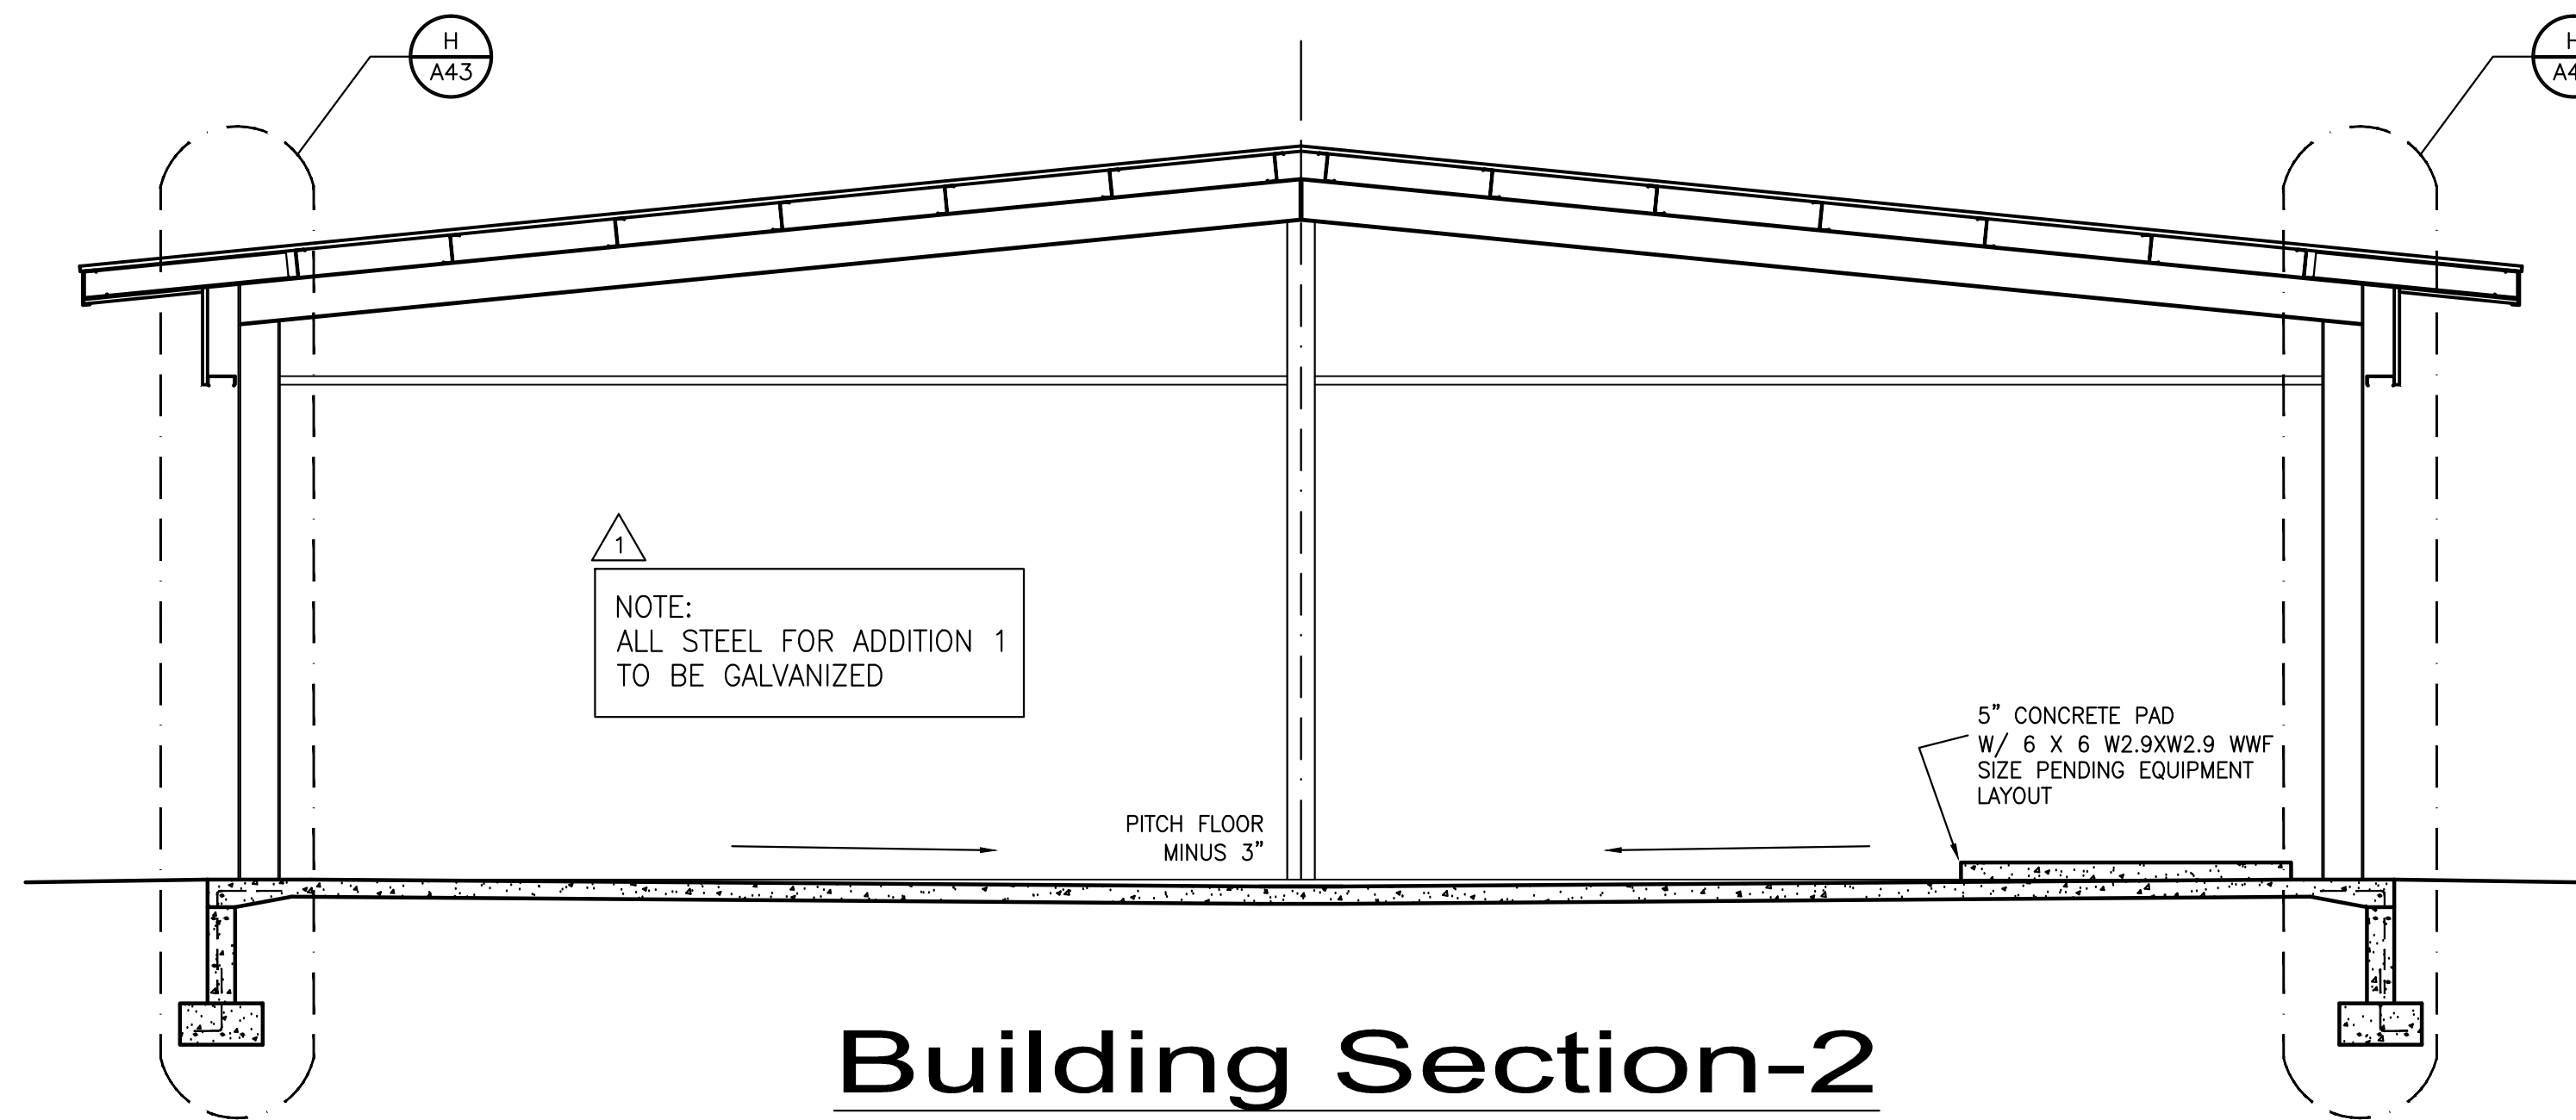 H
A43
H
A4
1
NOTE:
ALL STEEL FOR ADDITION 1
TO BE GALVANIZED
5" CONCRETE PAD
W/ 6 X 6 W2.9XW2.9 WWF
SIZE PENDING EQUIPMENT
LAYOUT
PITCH FLOOR
MINUS 3"
Building Section-2